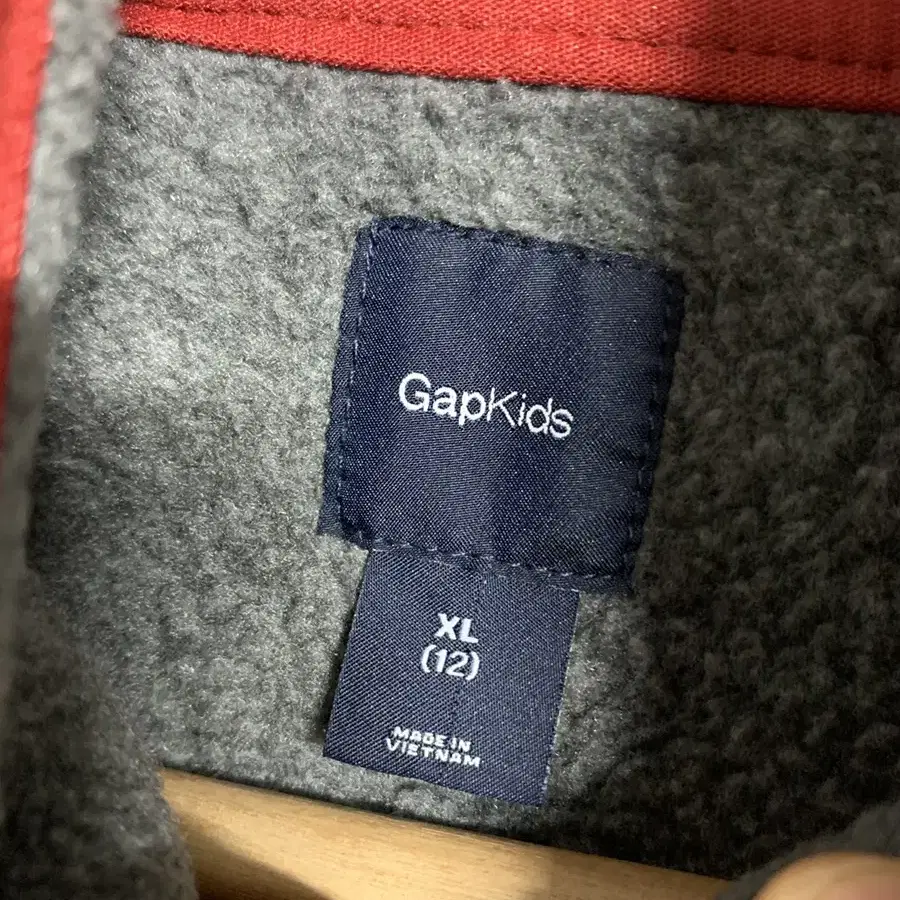 GapKids
XL
(12)
MADE IN
VIETNAM